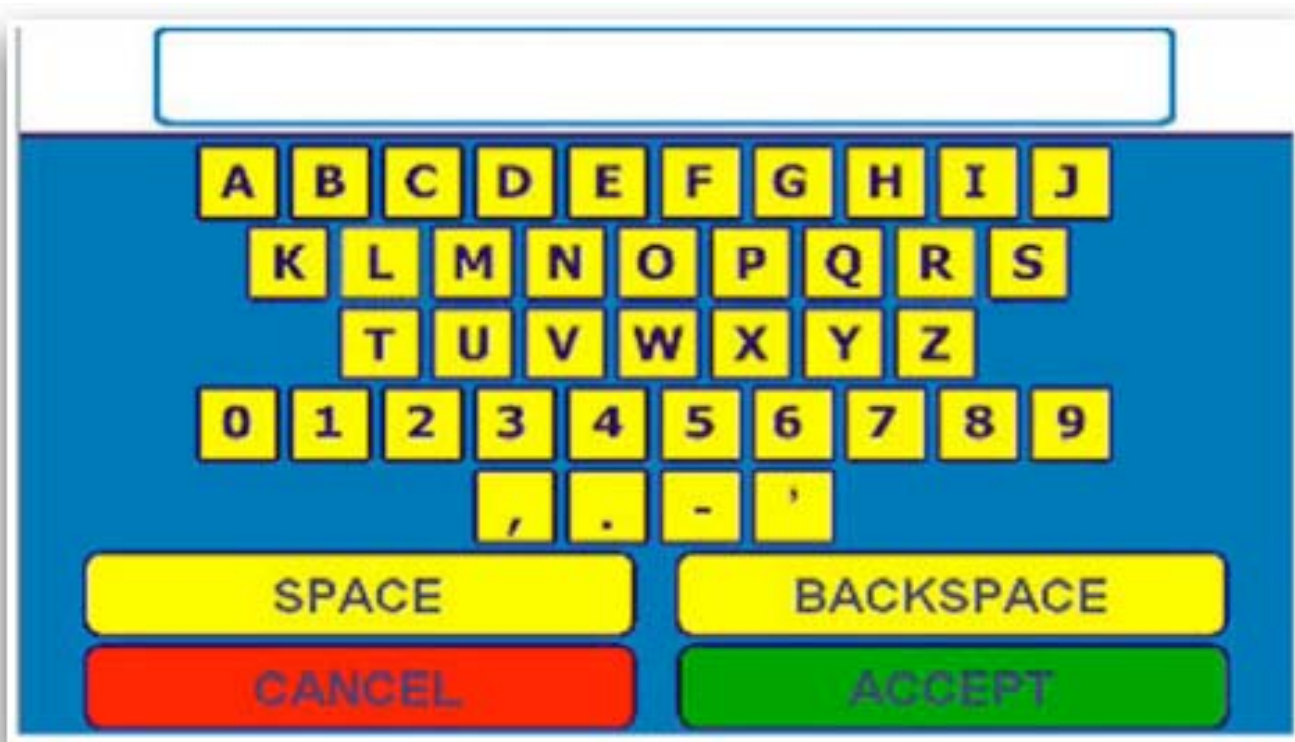 A B C D E F G H I J
K L M N O P Q R S
T U V W X Y Z
0 1 2 3 4 5 6 7 8 9
, . - '
SPACE BACKSPACE
CANCEL ACCEPT